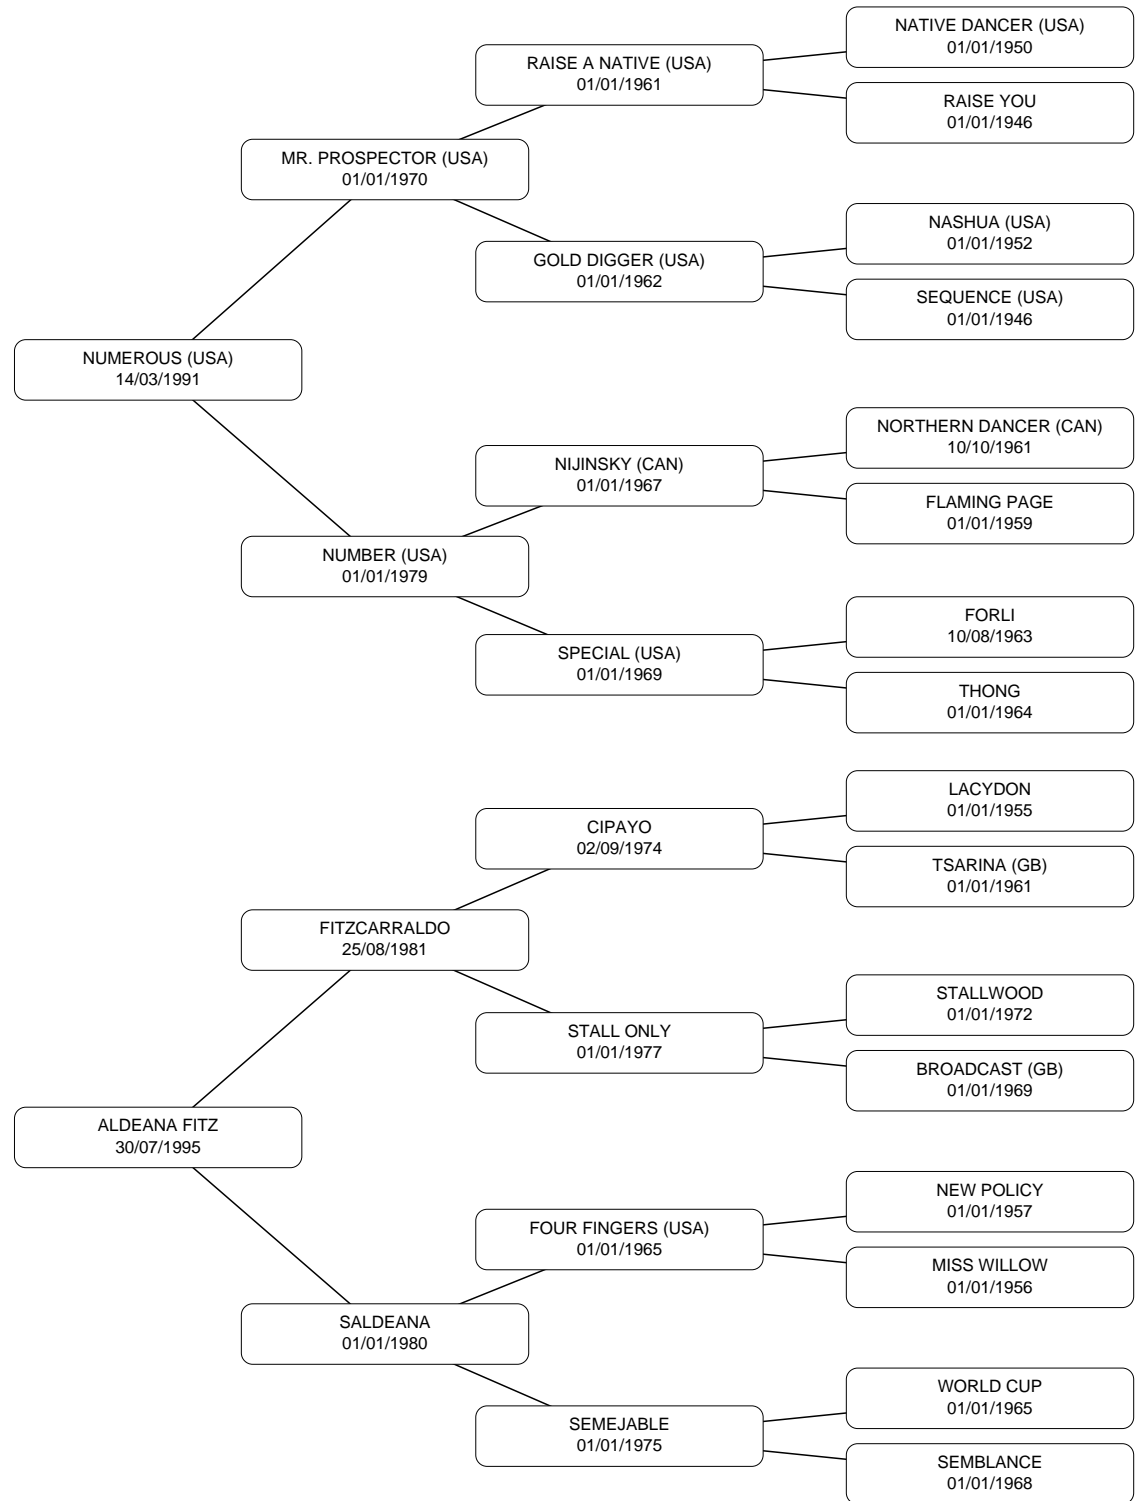 NATIVE DANCER (USA)
01/01/1950
RAISE A NATIVE (USA)
01/01/1961
RAISE YOU
01/01/1946
MR. PROSPECTOR (USA)
01/01/1970
NASHUA (USA)
01/01/1952
GOLD DIGGER (USA)
01/01/1962
SEQUENCE (USA)
01/01/1946
NUMEROUS (USA)
14/03/1991
NORTHERN DANCER (CAN)
10/10/1961
NIJINSKY (CAN)
01/01/1967
FLAMING PAGE
01/01/1959
NUMBER (USA)
01/01/1979
FORLI
10/08/1963
SPECIAL (USA)
01/01/1969
THONG
01/01/1964
LACYDON
01/01/1955
CIPAYO
02/09/1974
TSARINA (GB)
01/01/1961
FITZCARRALDO
25/08/1981
STALLWOOD
01/01/1972
STALL ONLY
01/01/1977
BROADCAST (GB)
01/01/1969
ALDEANA FITZ
30/07/1995
NEW POLICY
01/01/1957
FOUR FINGERS (USA)
01/01/1965
MISS WILLOW
01/01/1956
SALDEANA
01/01/1980
WORLD CUP
01/01/1965
SEMEJABLE
01/01/1975
SEMBLANCE
01/01/1968